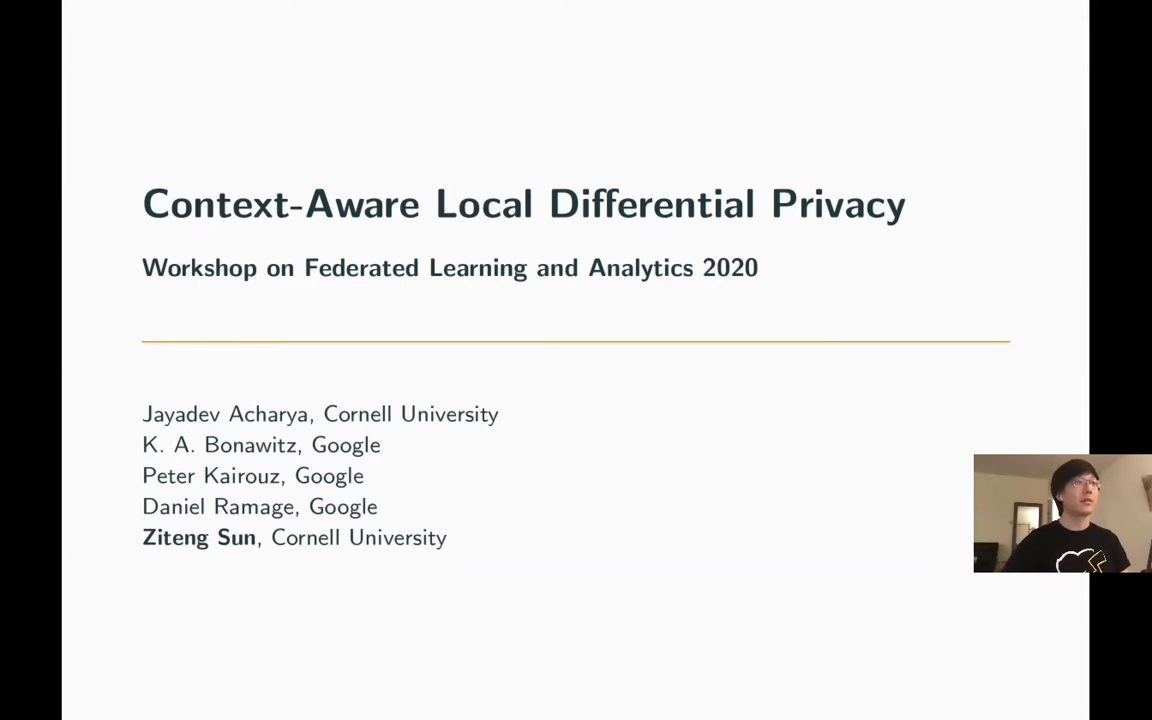 Context-Aware Local Differential Privacy
Workshop on Federated Learning and Analytics 2020
Jayadev Acharya, Cornell University
K. A. Bonawitz, Google
Peter Kairouz, Google
Daniel Ramage, Google
Ziteng Sun, Cornell University